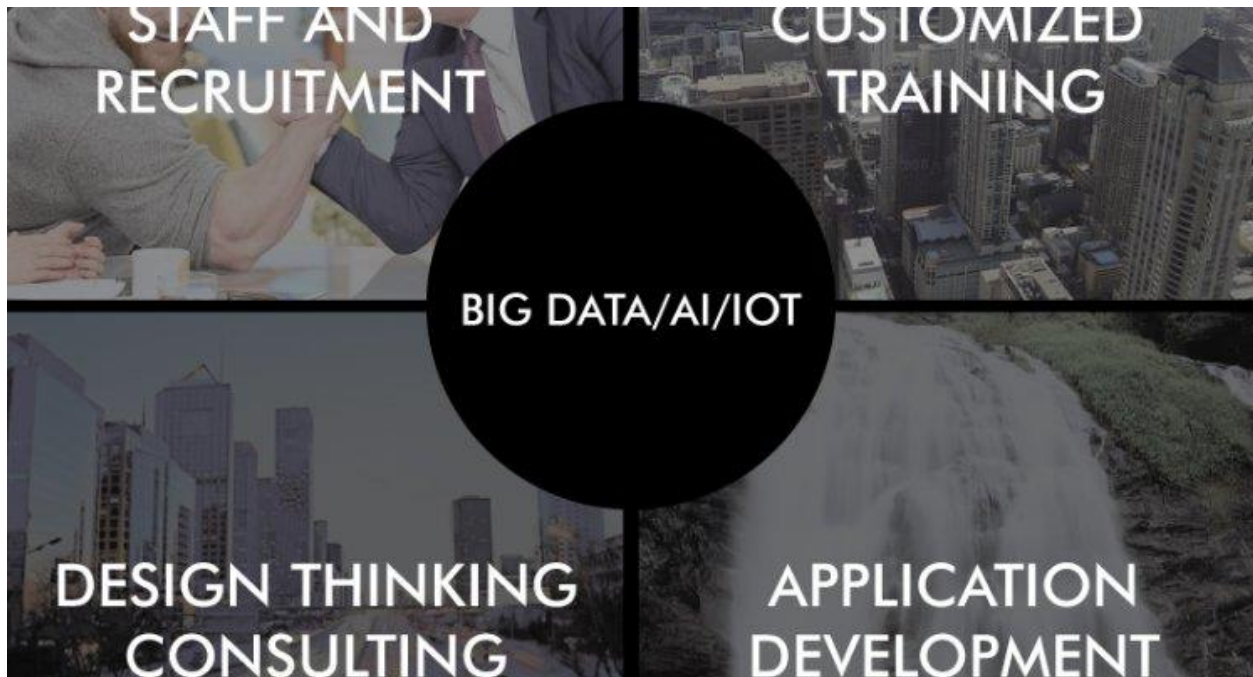 STAFF AND
RECRUITMENT
CUSTOMIZED
TRAINING
BIG DATA/AI/IOT
DESIGN THINKING
CONSULTING
APPLICATION
DEVELOPMENT